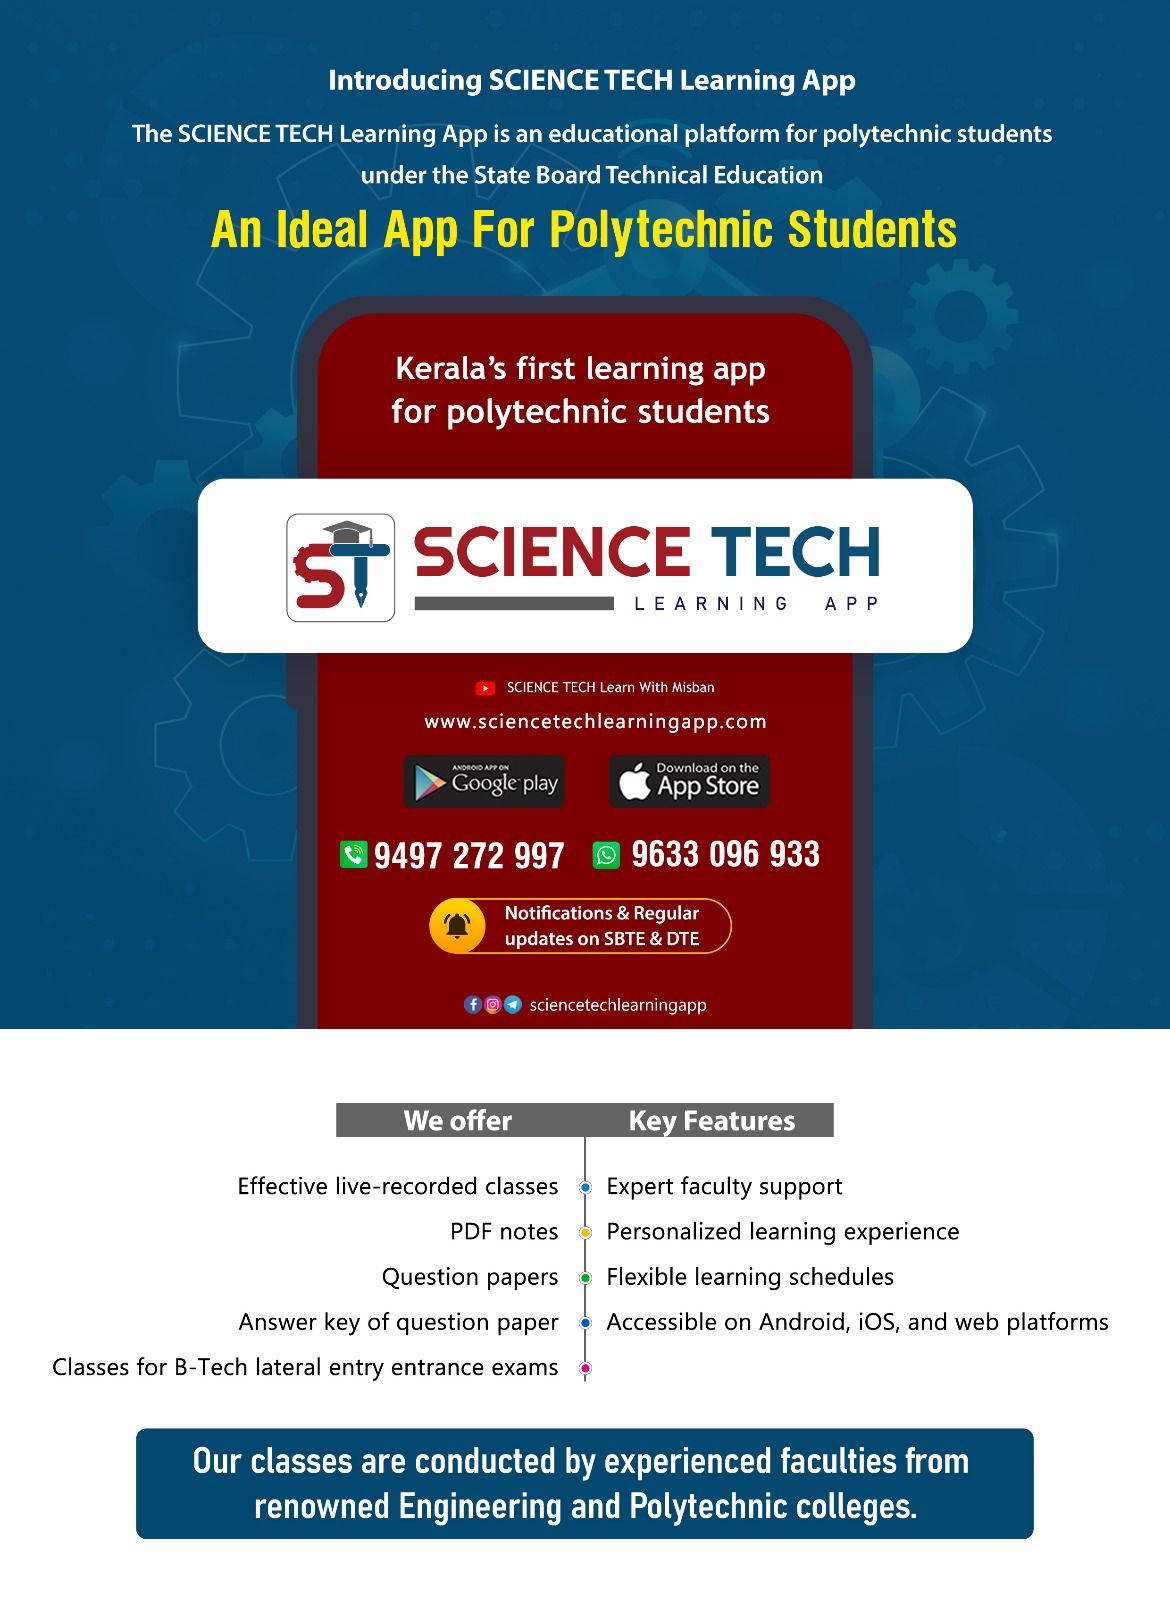 Introducing SCIENCE TECH Learning App
The SCIENCE TECH Learning App is an educational platform for polytechnic students
under the State Board Technical Education
An Ideal App For Polytechnic Students
Kerala's first learning app
for polytechnic students
ST
SCIENCE TECH
LEARNING APP
SCIENCE TECH Learn With Misban
www.sciencetechlearningapp.com
ANDROID APP ON
Google play
Download on the
App Store
9497 272 997
9633 096 933
Notifications & Regular
updates on SBTE & DTE
sciencetechlearningapp
We offer
Key Features
Effective live-recorded classes
Expert faculty support
PDF notes
Personalized learning experience
Question papers
Flexible learning schedules
Answer key of question paper
Accessible on Android, iOS, and web platforms
Classes for B-Tech lateral entry entrance exams
Our classes are conducted by experienced faculties from
renowned Engineering and Polytechnic colleges.